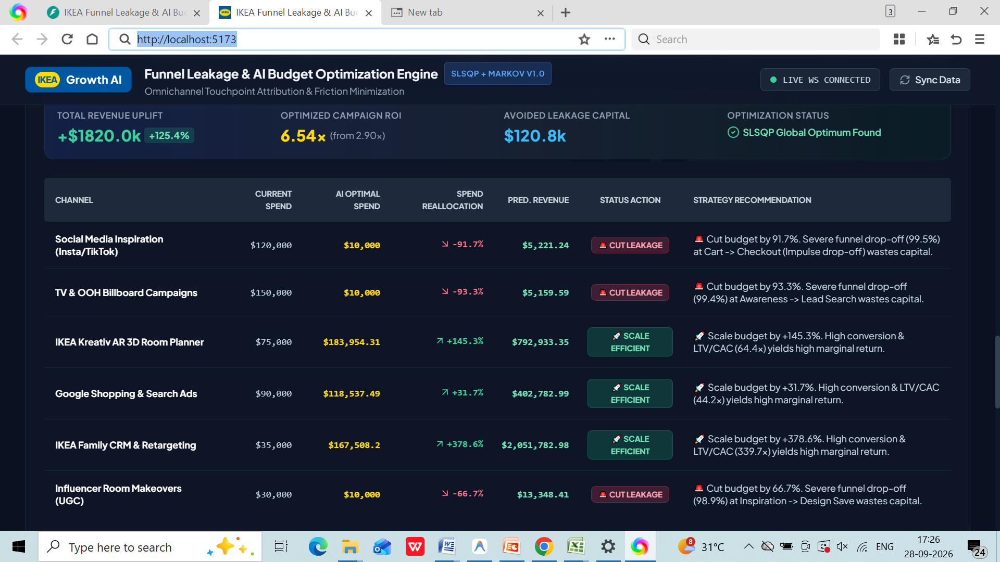 IKEA Funnel Leakage & AI Bu
IKEA Funnel Leakage & AI Bu
New tab
3
http://localhost:5173
Search
IKEA Growth AI
Funnel Leakage & AI Budget Optimization Engine
SLSQP + MARKOV V1.0
Omnichannel Touchpoint Attribution & Friction Minimization
LIVE WS CONNECTED
Sync Data
TOTAL REVENUE UPLIFT
+$1820.0k +125.4%
OPTIMIZED CAMPAIGN ROI
6.54x (from 2.90x)
AVOIDED LEAKAGE CAPITAL
$120.8k
OPTIMIZATION STATUS
SLSQP Global Optimum Found
CHANNEL
CURRENT
SPEND
AI OPTIMAL
SPEND
SPEND
REALLOCATION
PRED. REVENUE
STATUS ACTION
STRATEGY RECOMMENDATION
Social Media Inspiration
(Insta/TikTok)
$120,000
$10,000
↘ -91.7%
$5,221.24
🚨 CUT LEAKAGE
🚨 Cut budget by 91.7%. Severe funnel drop-off (99.5%)
at Cart -> Checkout (Impulse drop-off) wastes capital.
TV & OOH Billboard Campaigns
$150,000
$10,000
↘ -93.3%
$5,159.59
🚨 CUT LEAKAGE
🚨 Cut budget by 93.3%. Severe funnel drop-off
(99.4%) at Awareness -> Lead Search wastes capital.
IKEA Kreativ AR 3D Room Planner
$75,000
$183,954.31
↗ +145.3%
$792,933.35
🚀 SCALE
EFFICIENT
🚀 Scale budget by +145.3%. High conversion &
LTV/CAC (64.4x) yields high marginal return.
Google Shopping & Search Ads
$90,000
$118,537.49
↗ +31.7%
$402,782.99
🚀 SCALE
EFFICIENT
🚀 Scale budget by +31.7%. High conversion & LTV/CAC
(44.2x) yields high marginal return.
IKEA Family CRM & Retargeting
$35,000
$167,508.2
↗ +378.6%
$2,051,782.98
🚀 SCALE
EFFICIENT
🚀 Scale budget by +378.6%. High conversion &
LTV/CAC (339.7x) yields high marginal return.
Influencer Room Makeovers
(UGC)
$30,000
$10,000
↘ -66.7%
$13,348.41
🚨 CUT LEAKAGE
🚨 Cut budget by 66.7%. Severe funnel drop-off
(98.9%) at Inspiration -> Design Save wastes capital.
Type here to search
8
31°C
ENG
17:26
28-09-2026
24